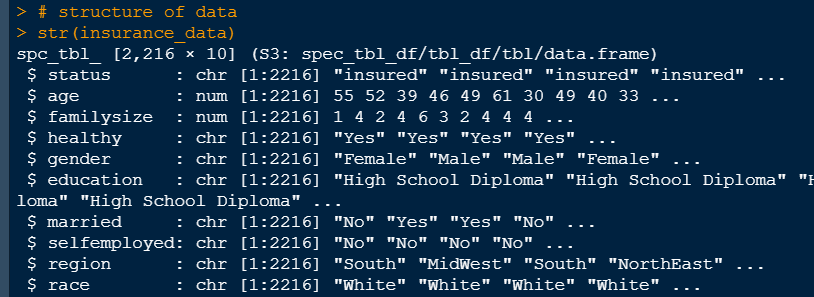 > # structure of data
> str(insurance_data)
spc_tbl_ [2,216 × 10] (S3: spec_tbl_df/tbl_df/tbl/data.frame)
 $ status      : chr [1:2216] "insured" "insured" "insured" "insured" ...
 $ age         : num [1:2216] 55 52 39 46 49 61 30 49 40 33 ...
 $ familysize  : num [1:2216] 1 4 2 4 6 3 2 4 4 4 ...
 $ healthy     : chr [1:2216] "Yes" "Yes" "Yes" "Yes" ...
 $ gender      : chr [1:2216] "Female" "Male" "Male" "Female" ...
 $ education   : chr [1:2216] "High School Diploma" "High School Diploma" "H
loma" "High School Diploma" ...
 $ married     : chr [1:2216] "No" "Yes" "Yes" "No" ...
 $ selfemployed: chr [1:2216] "No" "No" "No" "No" ...
 $ region      : chr [1:2216] "South" "MidWest" "South" "NorthEast" ...
 $ race        : chr [1:2216] "White" "White" "White" "White" ...